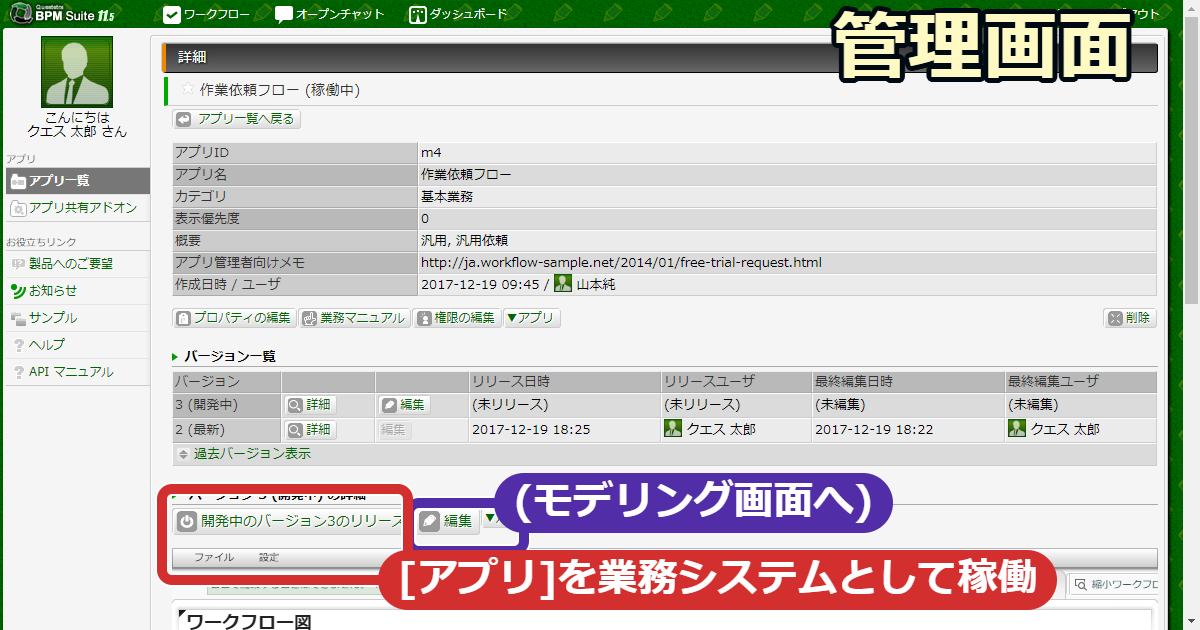 Questetra
BPM Suite 11.5
ワークフロー
オープンチャット
ダッシュボード
アウト
管理画面
こんにちは
クエス 太郎 さん
アプリ
アプリ一覧
アプリ共有アドオン
お役立ちリンク
製品へのご要望
お知らせ
サンプル
ヘルプ
API マニュアル
詳細
作業依頼フロー (稼働中)
アプリ一覧へ戻る
アプリID m4
アプリ名 作業依頼フロー
カテゴリ 基本業務
表示優先度 0
概要 汎用, 汎用依頼
アプリ管理者向けメモ http://ja.workflow-sample.net/2014/01/free-trial-request.html
作成日時 / ユーザ 2017-12-19 09:45 / 山本純
プロパティの編集 業務マニュアル 権限の編集 ▼アプリ 削除
バージョン一覧
バージョン リリース日時 リリースユーザ 最終編集日時 最終編集ユーザ
3 (開発中) 詳細 編集 (未リリース) (未リリース) (未編集) (未編集)
2 (最新) 詳細 編集 2017-12-19 18:25 クエス 太郎 2017-12-19 18:22 クエス 太郎
過去バージョン表示
バージョン 3 (開発中) の詳細
開発中のバージョン3のリリース 編集
(モデリング画面へ)
ファイル 設定
[アプリ]を業務システムとして稼働
縮小ワークフロ
ワークフロー図